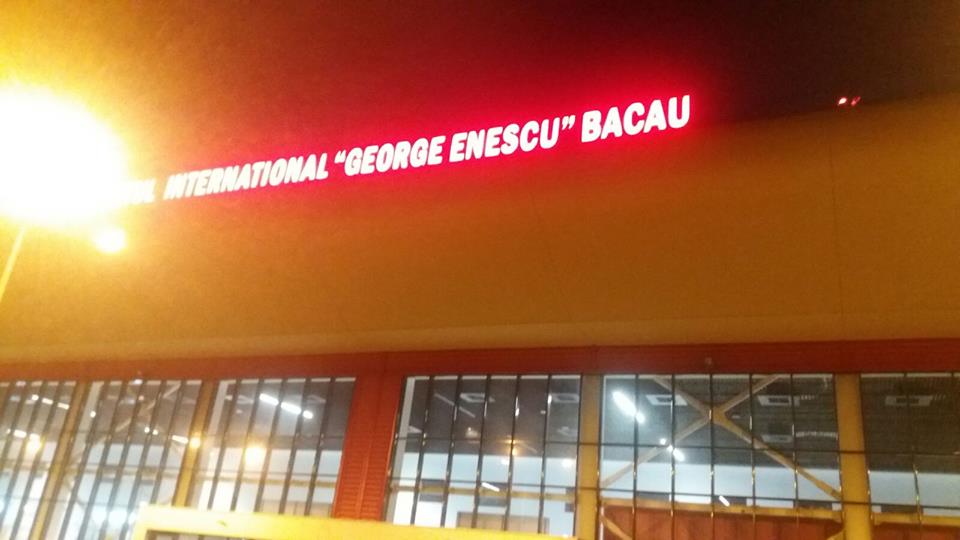 INTERNATIONAL “GEORGE ENESCU” BACAU